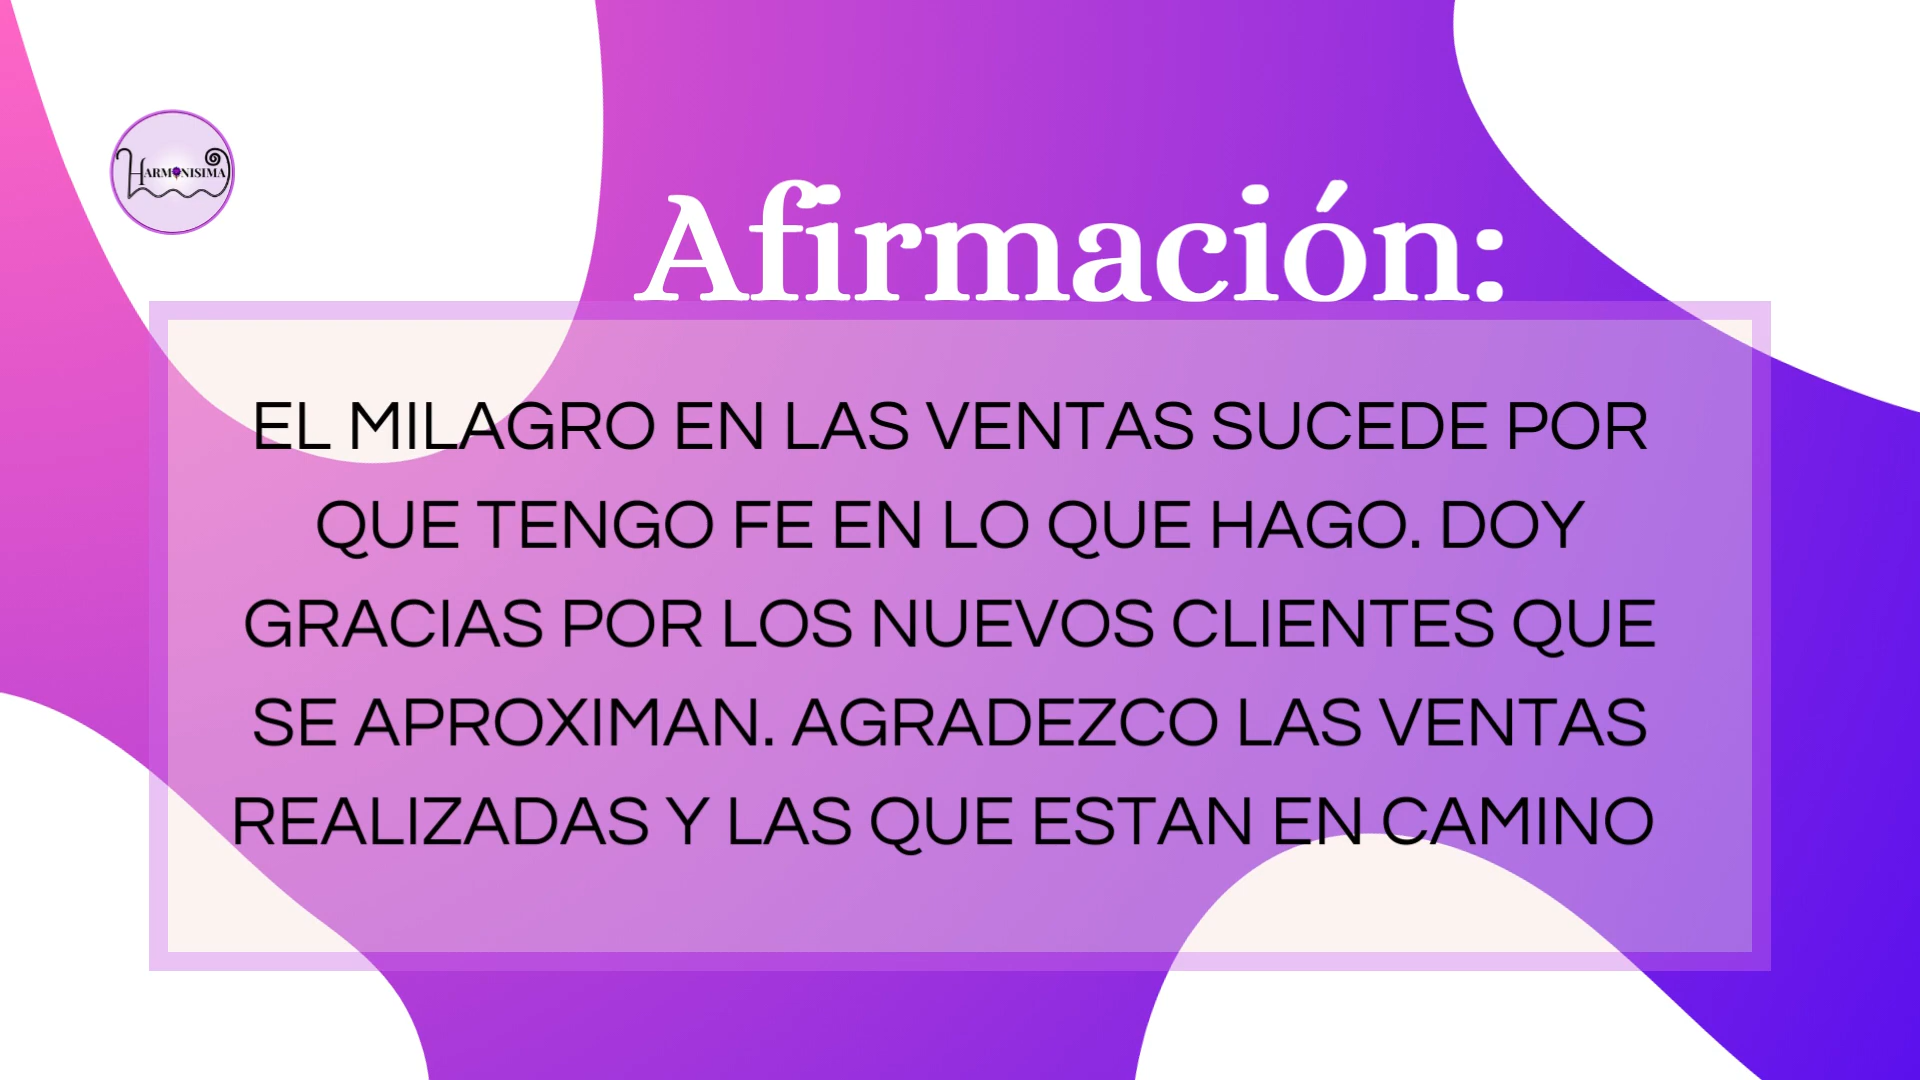 HARMONISIMA
Afirmación:
EL MILAGRO EN LAS VENTAS SUCEDE POR
QUE TENGO FE EN LO QUE HAGO. DOY
GRACIAS POR LOS NUEVOS CLIENTES QUE
SE APROXIMAN. AGRADEZCO LAS VENTAS
REALIZADAS Y LAS QUE ESTAN EN CAMINO